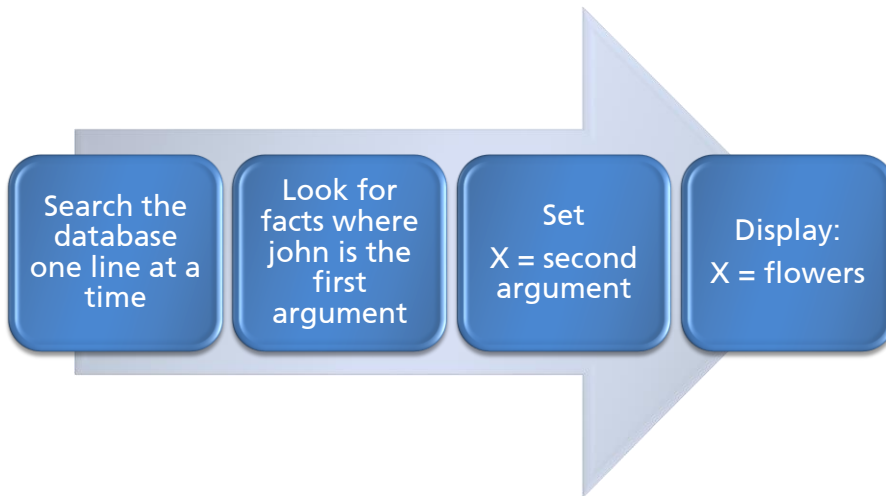 Search the
database
one line at a
time
Look for
facts where
john is the
first
argument
Set
X = second
argument
Display:
X = flowers